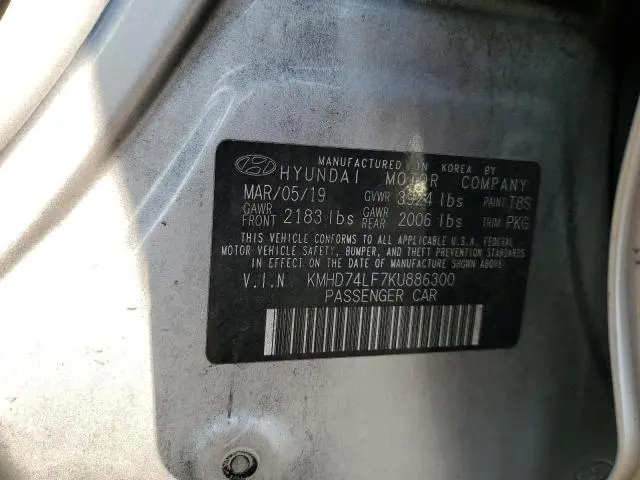 MANUFACTURED ON KOREA BY
HYUNDAI MOTOR COMPANY
MAR/05/19 GVWR 3924 lbs PAINT T8S
GAWR FRONT 2183 lbs GAWR REAR 2006 lbs TRIM PKG
THIS VEHICLE CONFORMS TO ALL APPLICABLE U.S.A. FEDERAL
MOTOR VEHICLE SAFETY, BUMPER, AND THEFT PREVENTION STANDARDS
IN EFFECT ON THE DATE OF MANUFACTURE SHOWN ABOVE.
V.I.N KMHD74LF7KU886300
PASSENGER CAR